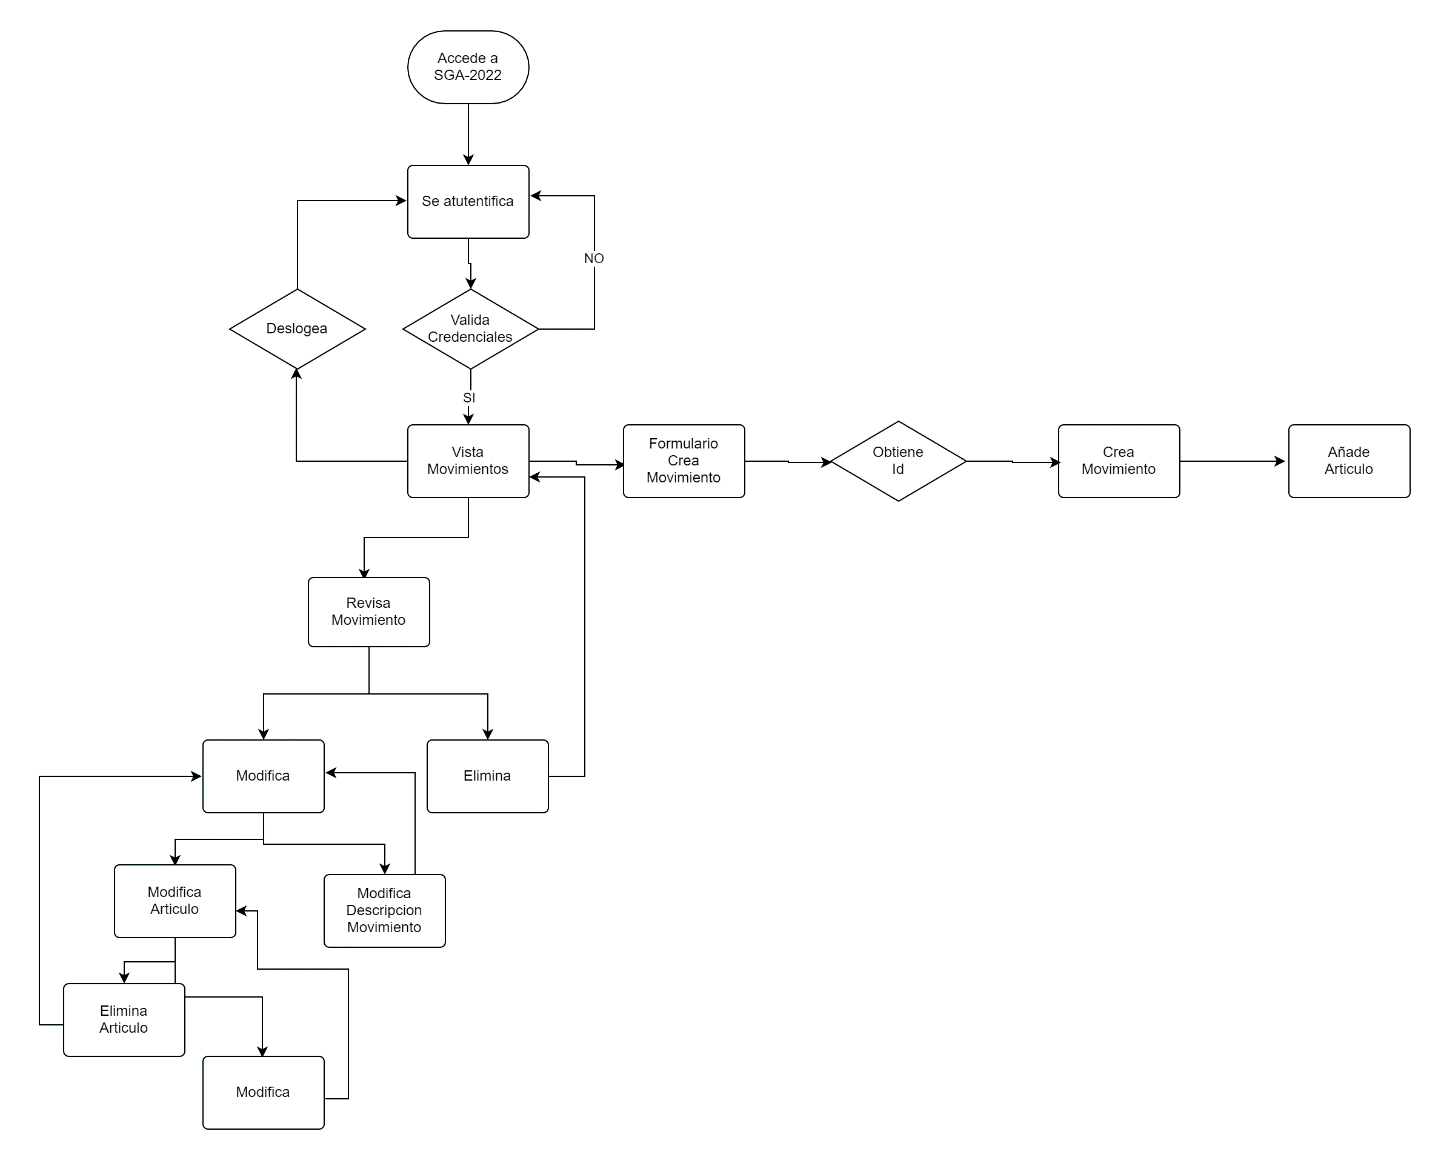 Accede a
SGA-2022
Se atutentifica
NO
Deslogea
Valida
Credenciales
SI
Vista
Movimientos
Formulario
Crea
Movimiento
Obtiene
Id
Crea
Movimiento
Añade
Articulo
Revisa
Movimiento
Modifica
Elimina
Modifica
Articulo
Modifica
Descripcion
Movimiento
Elimina
Articulo
Modifica